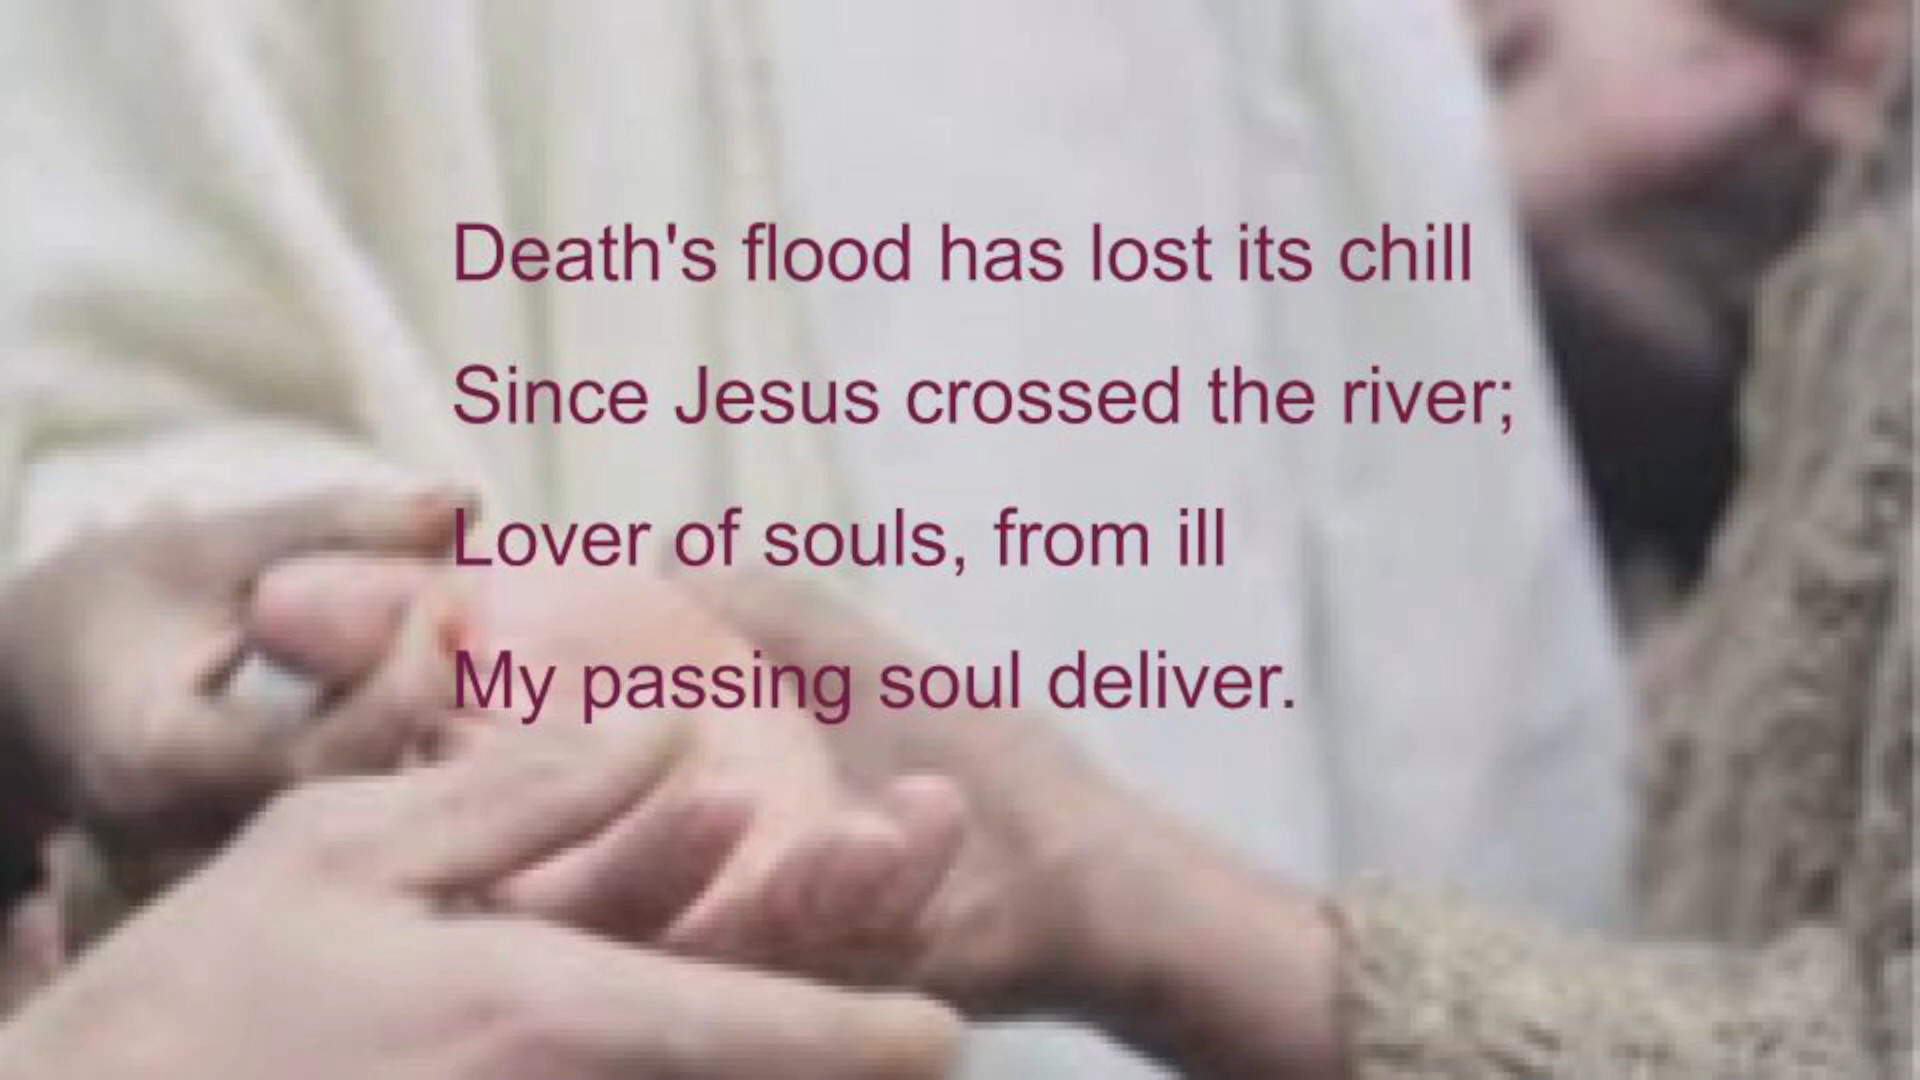 Death's flood has lost its chill
Since Jesus crossed the river;
Lover of souls, from ill
My passing soul deliver.